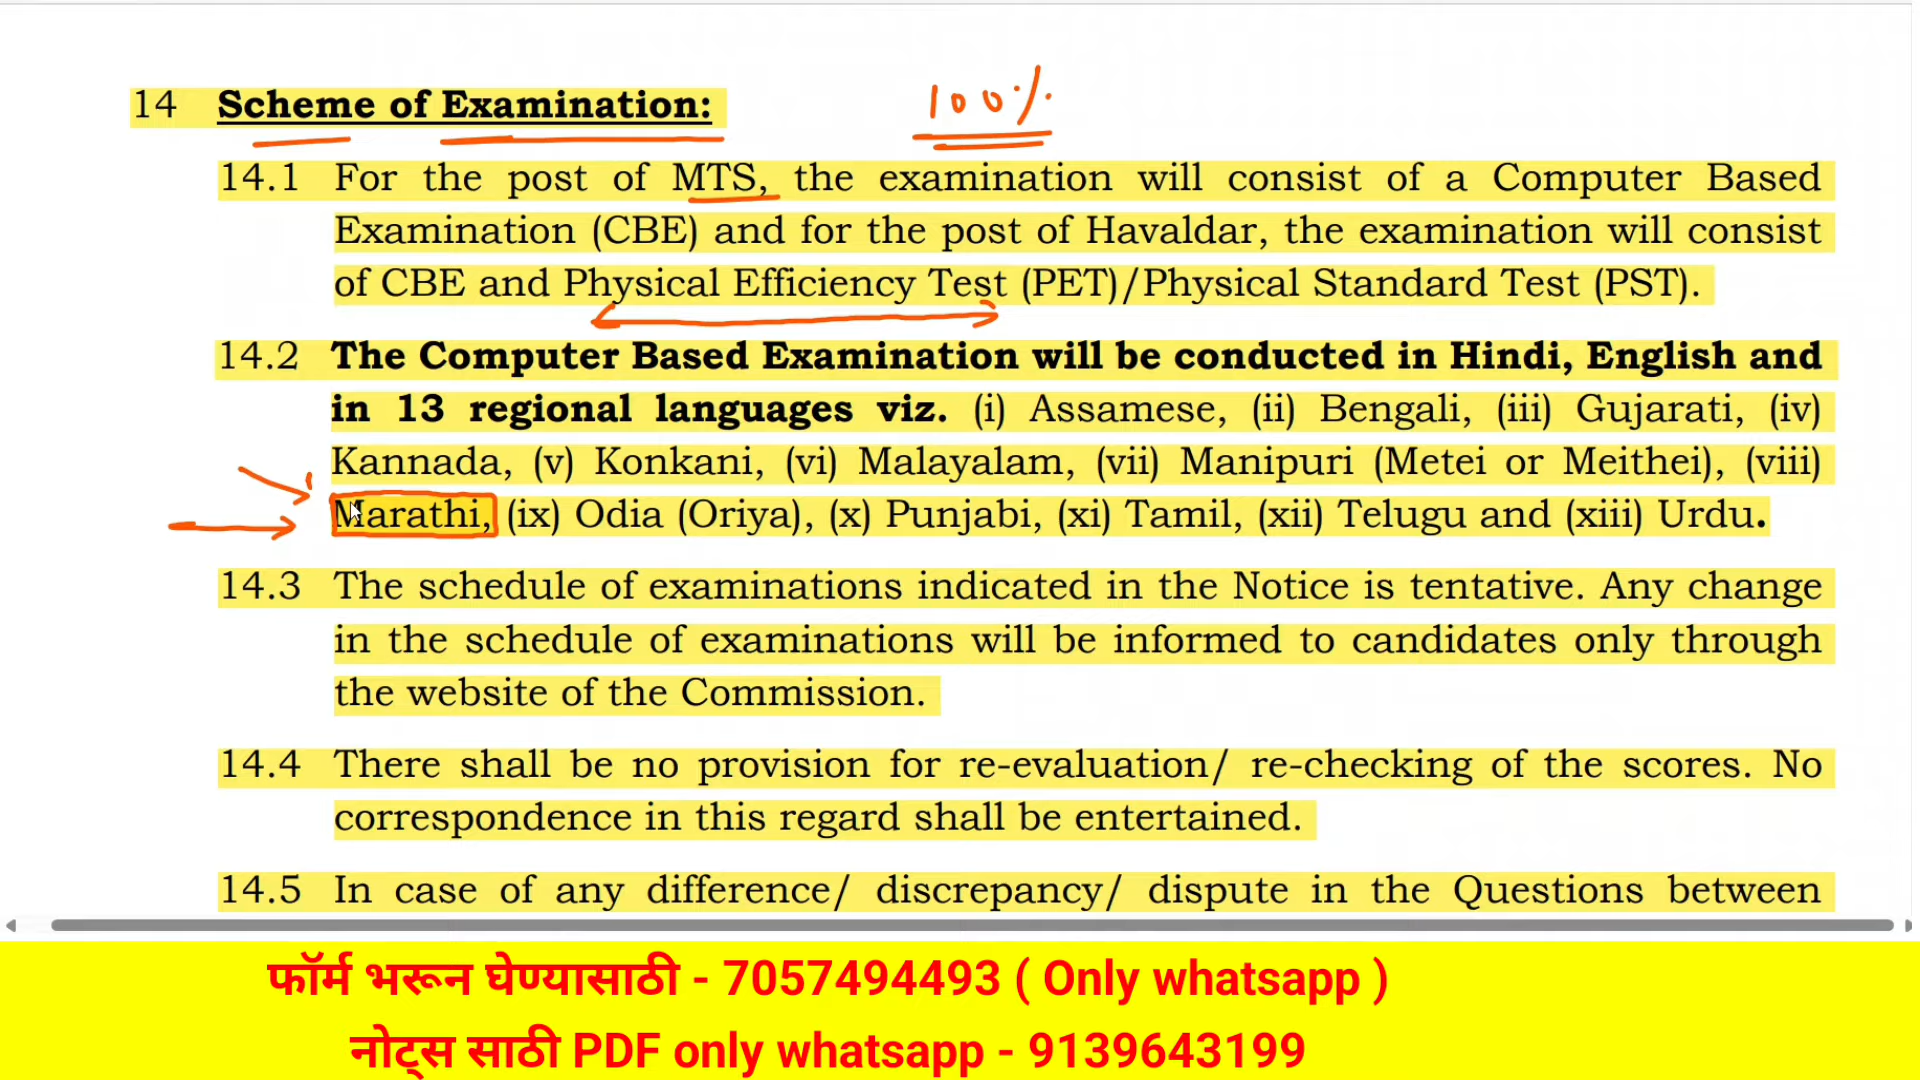 14 Scheme of Examination: 100%
14.1 For the post of MTS, the examination will consist of a Computer Based
Examination (CBE) and for the post of Havaldar, the examination will consist
of CBE and Physical Efficiency Test (PET)/Physical Standard Test (PST).
14.2 The Computer Based Examination will be conducted in Hindi, English and
in 13 regional languages viz. (i) Assamese, (ii) Bengali, (iii) Gujarati, (iv)
Kannada, (v) Konkani, (vi) Malayalam, (vii) Manipuri (Metei or Meithei), (viii)
Marathi, (ix) Odia (Oriya), (x) Punjabi, (xi) Tamil, (xii) Telugu and (xiii) Urdu.
14.3 The schedule of examinations indicated in the Notice is tentative. Any change
in the schedule of examinations will be informed to candidates only through
the website of the Commission.
14.4 There shall be no provision for re-evaluation/ re-checking of the scores. No
correspondence in this regard shall be entertained.
14.5 In case of any difference/ discrepancy/ dispute in the Questions between
फॉर्म भरून घेण्यासाठी - 7057494493 ( Only whatsapp )
नोट्स साठी PDF only whatsapp - 9139643199